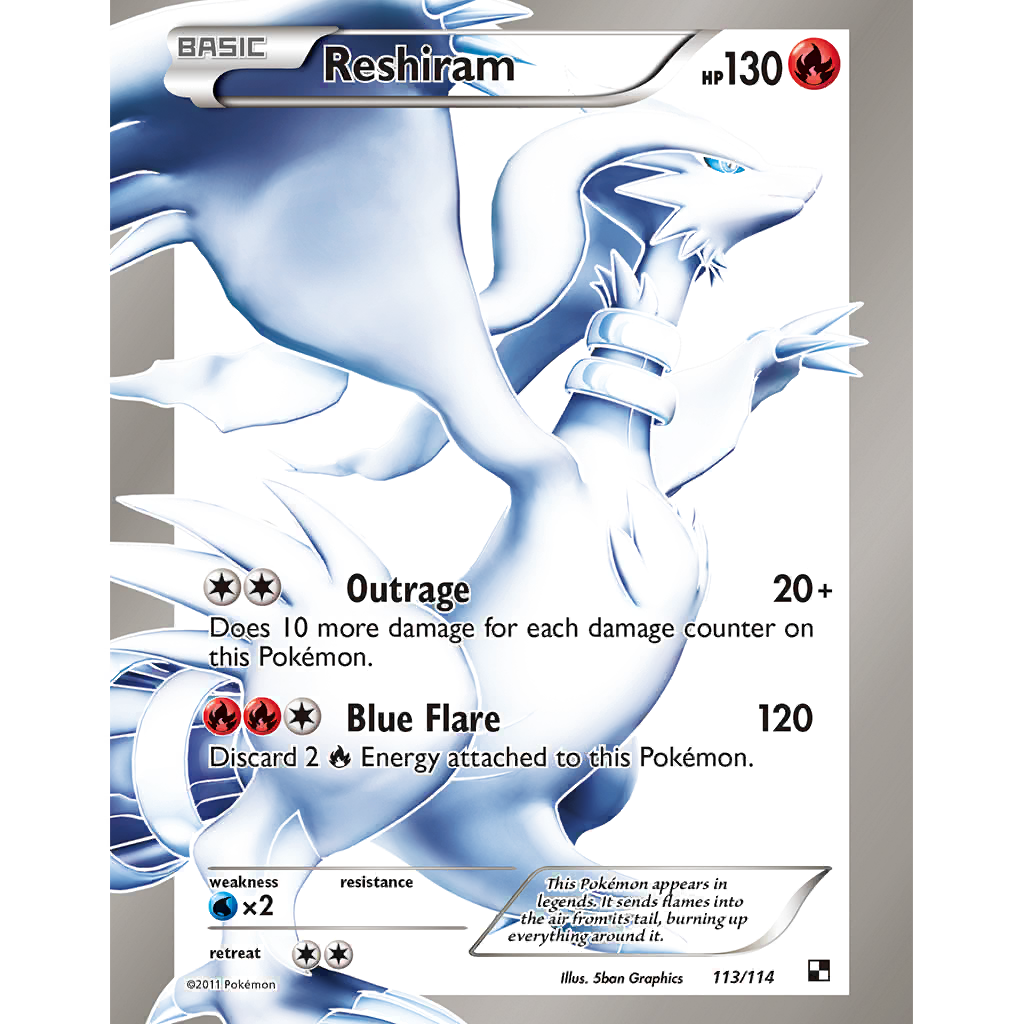 BASIC Reshiram HP130
Outrage 20+
Does 10 more damage for each damage counter on
this Pokémon.
Blue Flare 120
Discard 2 Energy attached to this Pokémon.
weakness resistance
×2
retreat
This Pokémon appears in
legends. It sends flames into
the air from its tail, burning up
everything around it.
Illus. 5ban Graphics 113/114
©2011 Pokémon